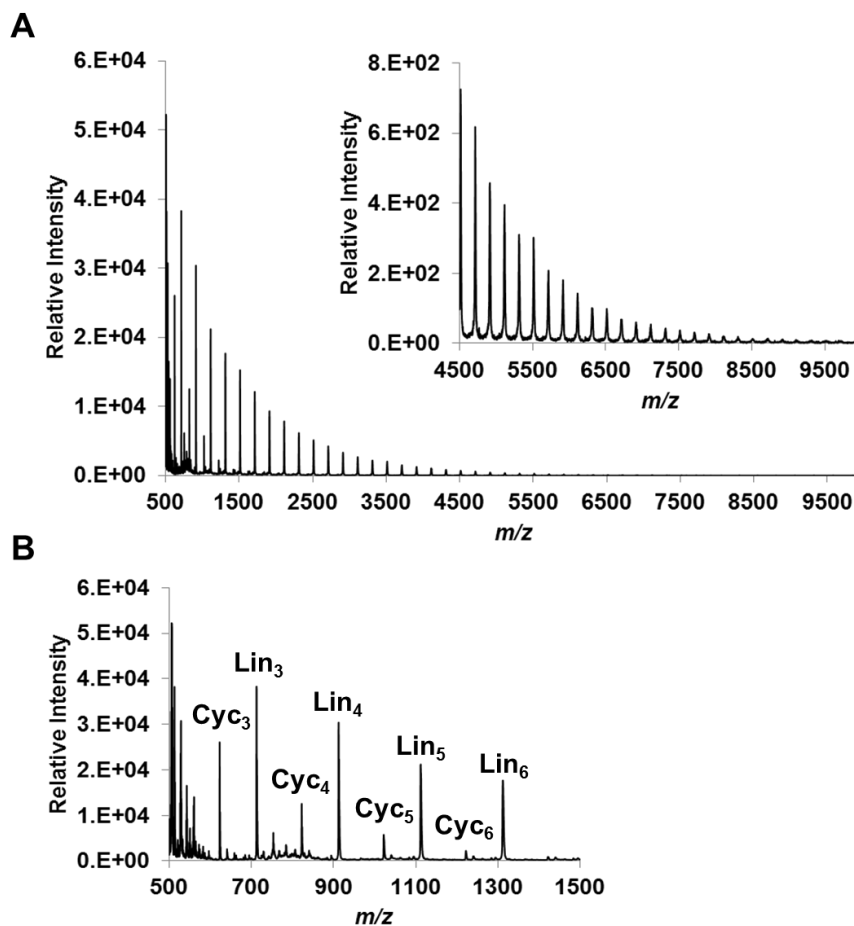 A
Relative Intensity
6.E+04
5.E+04
4.E+04
3.E+04
2.E+04
1.E+04
0.E+00
500 1500 2500 3500 4500 5500 6500 7500 8500 9500
m/z
Relative Intensity
8.E+02
6.E+02
4.E+02
2.E+02
0.E+00
4500 5500 6500 7500 8500 9500
m/z
B
Relative Intensity
6.E+04
5.E+04
4.E+04
3.E+04
2.E+04
1.E+04
0.E+00
Cyc₃
Lin₃
Cyc₄
Lin₄
Cyc₅
Lin₅
Cyc₆
Lin₆
500 700 900 1100 1300 1500
m/z